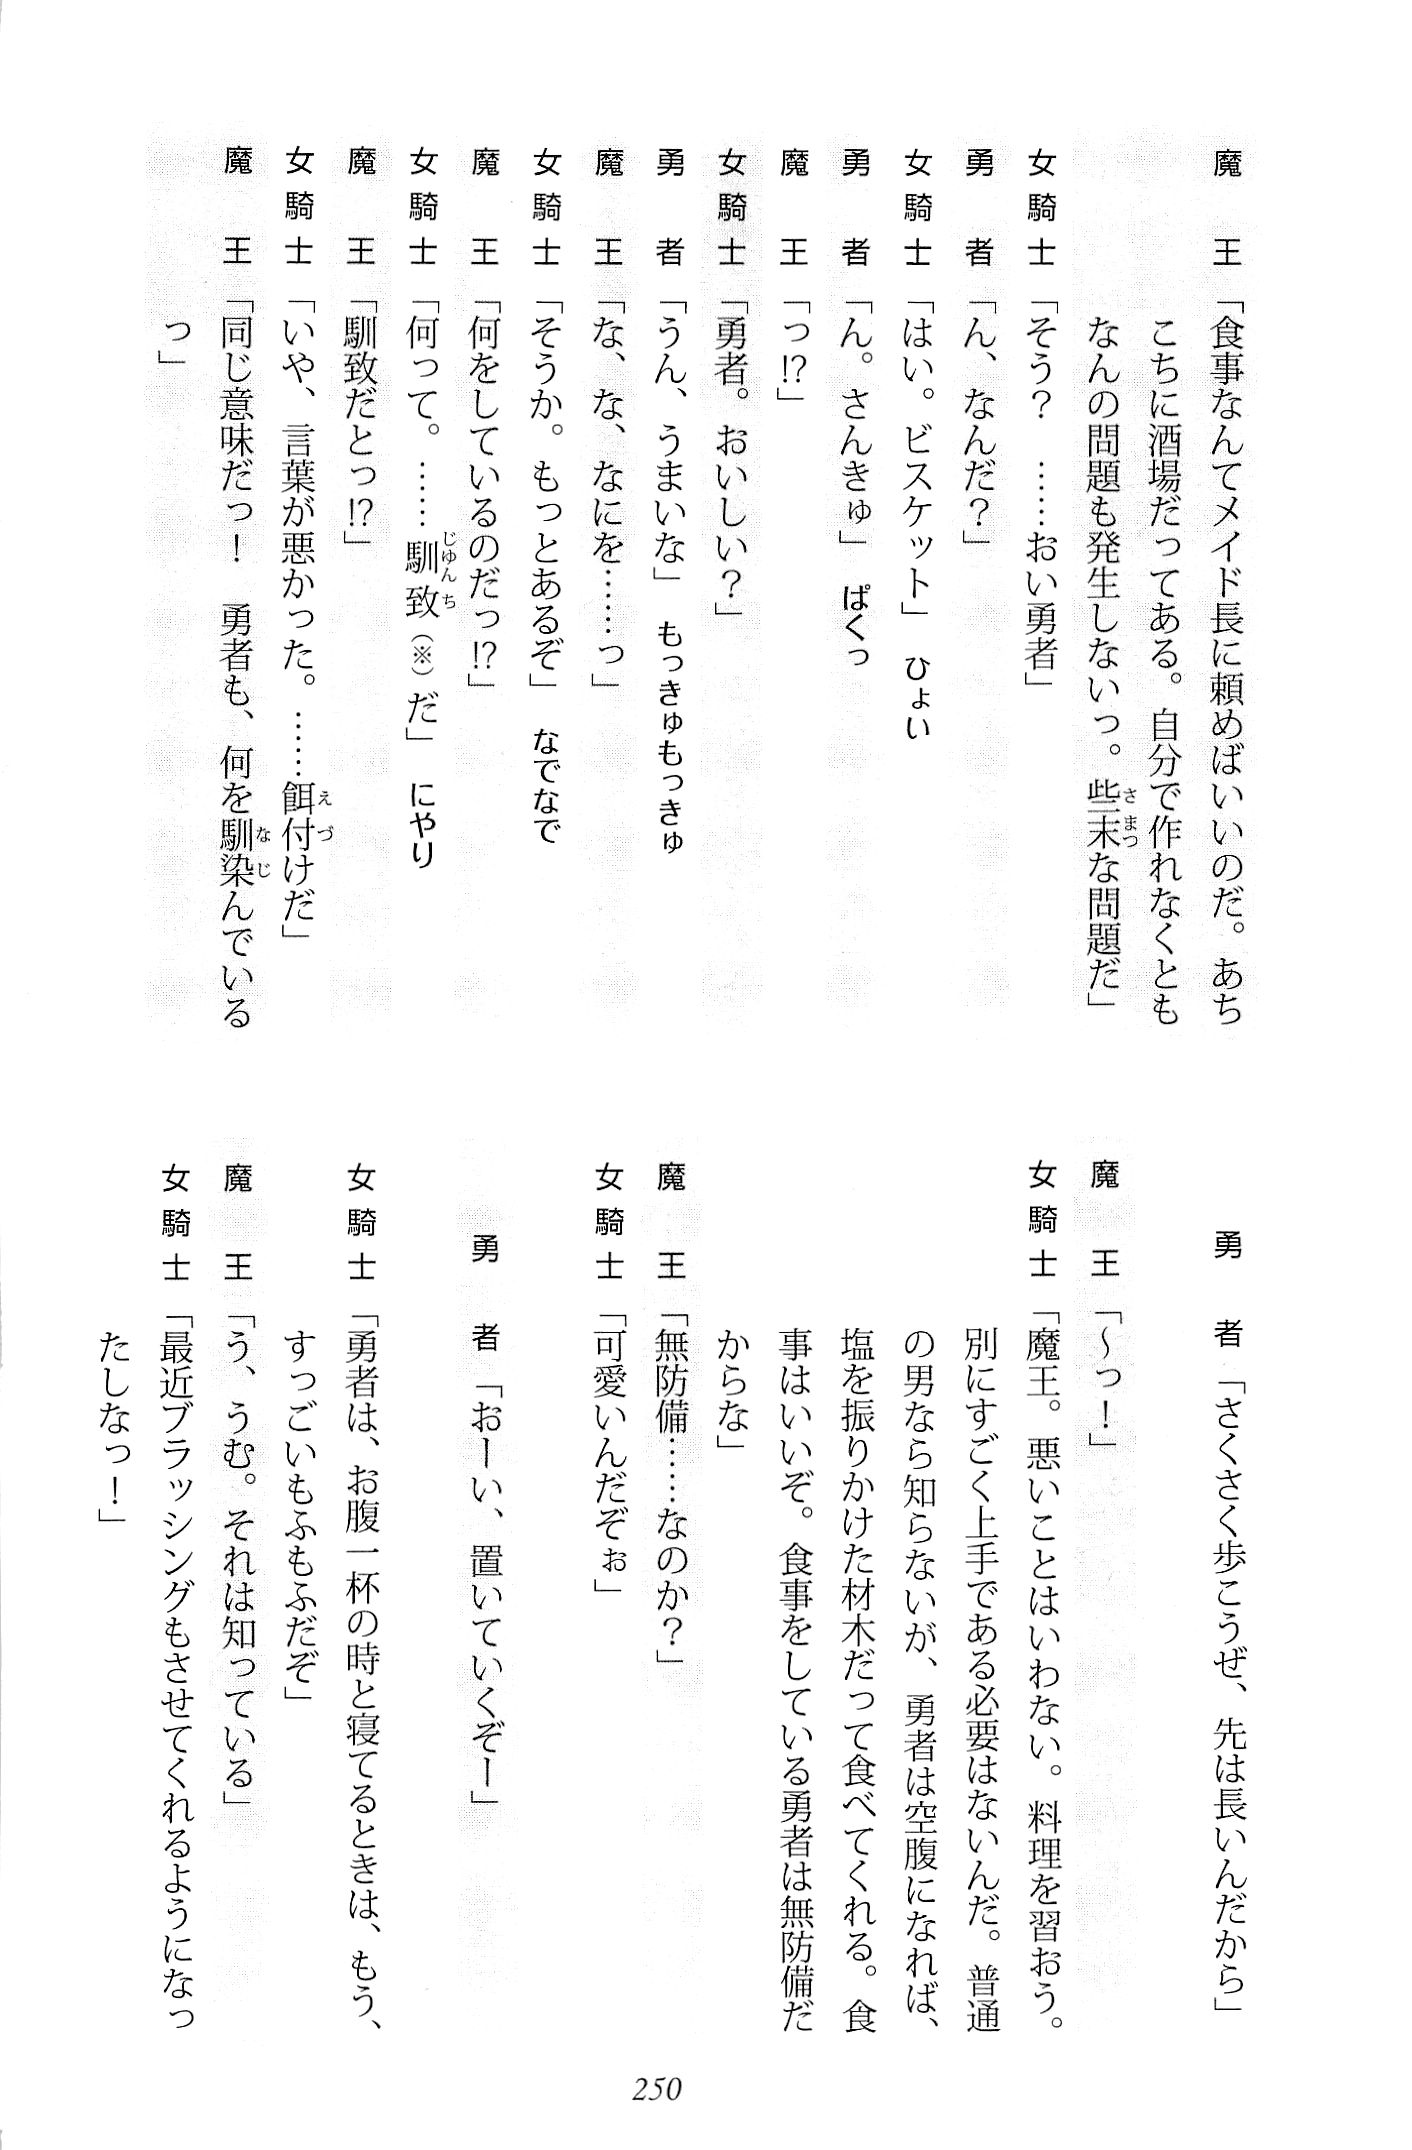 魔王「食事なんてメイド長に頼めばいいのだ。あち
こちに酒場だってある。自分で作れなくとも
なんの問題も発生しないっ。些末な問題だ」
女騎士「そう？　……おい勇者」
勇者「ん、なんだ？」
女騎士「はい。ビスケット」　ひょい
勇者「ん。さんきゅ」　ぱくっ
魔王「っ!?」
女騎士「勇者。おいしい？」
勇者「うん、うまいな」　もっきゅもっきゅ
魔王「な、な、なにを……っ」
女騎士「そうか。もっとあるぞ」　なでなで
魔王「何をしているのだっ!?」
女騎士「何って。……馴致（※）だ」　にやり
魔王「馴致だとっ!?」
女騎士「いや、言葉が悪かった。……餌付けだ」
魔王「同じ意味だっ！　勇者も、何を馴染んでいる
っ」
勇者「さくさく歩こうぜ、先は長いんだから」
魔王「〜っ！」
女騎士「魔王。悪いことはいわない。料理を習おう。
別にすごく上手である必要はないんだ。普通
の男なら知らないが、勇者は空腹になれば、
塩を振りかけた材木だって食べてくれる。食
事はいいぞ。食事をしている勇者は無防備だ
からな」
魔王「無防備……なのか？」
女騎士「可愛いんだぞぉ」
勇者「おーい、置いていくぞー」
女騎士「勇者は、お腹一杯の時と寝てるときは、もう、
すっごいもふもふだぞ」
魔王「う、うむ。それは知っている」
女騎士「最近ブラッシングもさせてくれるようになっ
たしなっ！」
250